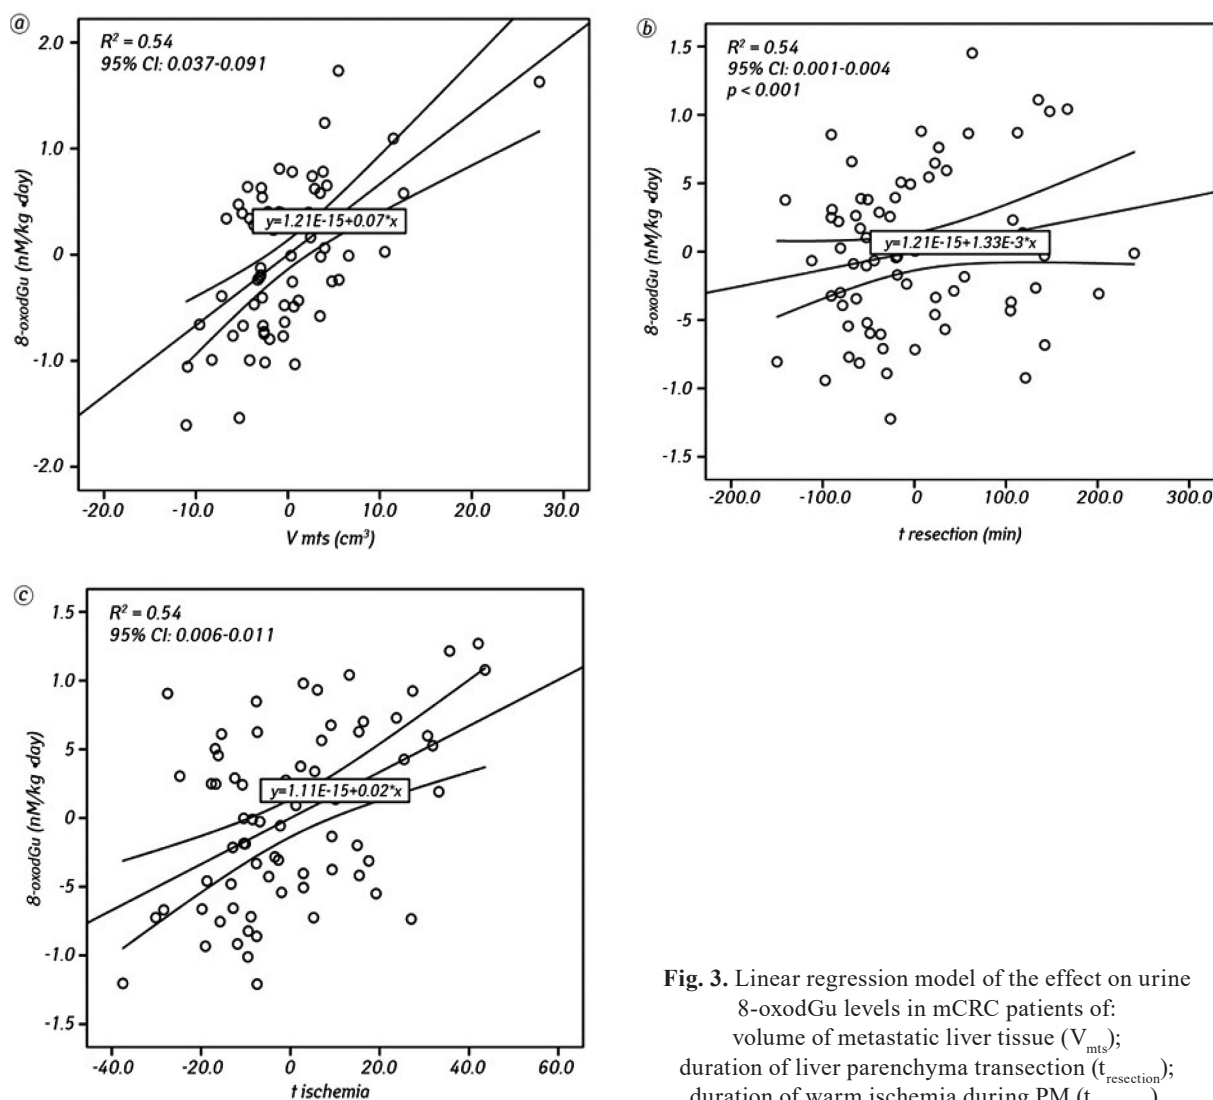 a
R² = 0.54
95% CI: 0.037-0.091
8-oxodGu (nM/kg •day)
2.0
1.0
0
-1.0
-2.0
y=1.21E-15+0.07*x
-20.0 -10.0 0 10.0 20.0 30.0
V mts (cm³)
b
R² = 0.54
95% CI: 0.001-0.004
p < 0.001
8-oxodGu (nM/kg •day)
1.5
1.0
5
0
-5
-1.0
-1.5
y=1.21E-15+1.33E-3*x
-200.0 -100.0 0 100.0 200.0 300.0
t resection (min)
c
R² = 0.54
95% CI: 0.006-0.011
8-oxodGu (nM/kg •day)
1.5
1.0
5
0
-5
-1.0
-1.5
y=1.11E-15+0.02*x
-40.0 -20.0 0 20.0 40.0 60.0
t ischemia
Fig. 3. Linear regression model of the effect on urine
8-oxodGu levels in mCRC patients of:
volume of metastatic liver tissue (V mts);
duration of liver parenchyma transection (t resection);
duration of warm ischemia during PM (t